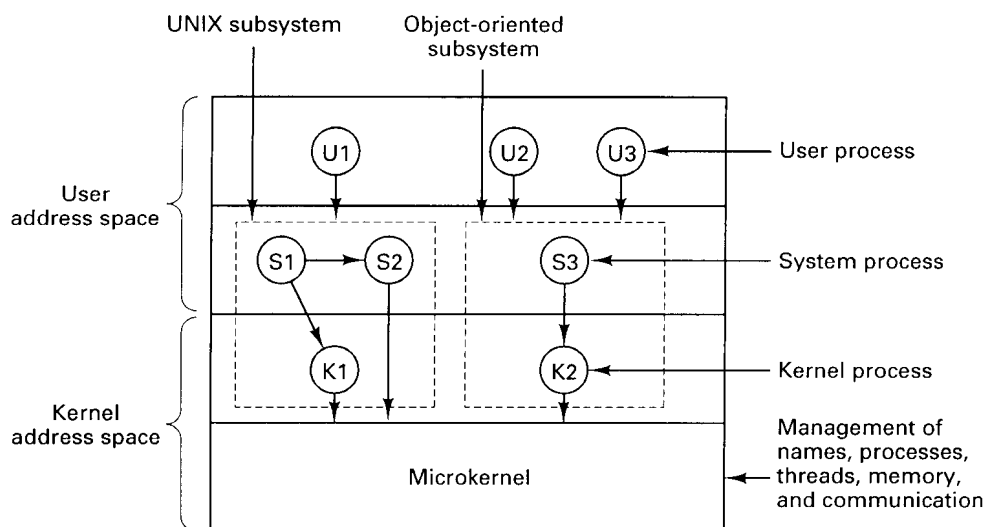 UNIX subsystem
Object-oriented
subsystem
U1
U2
U3
User process
User
address space
S1
S2
S3
System process
K1
K2
Kernel process
Kernel
address space
Microkernel
Management of
names, processes,
threads, memory,
and communication